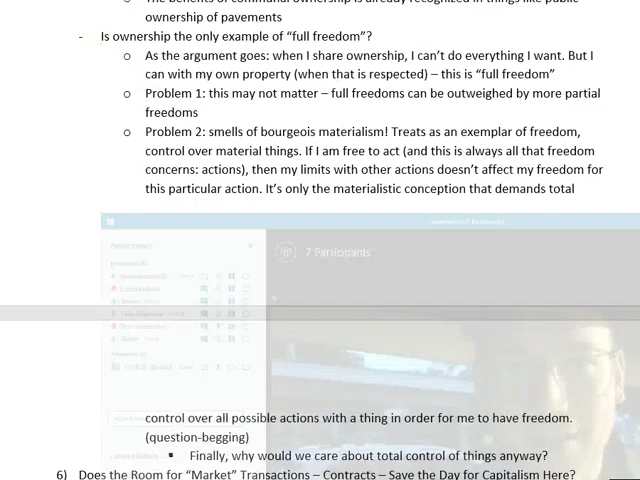 The benefits of communal ownership is already recognized in things like public
ownership of pavements
- Is ownership the only example of “full freedom”?
o As the argument goes: when I share ownership, I can’t do everything I want. But I
can with my own property (when that is respected) – this is “full freedom”
o Problem 1: this may not matter – full freedoms can be outweighed by more partial
freedoms
o Problem 2: smells of bourgeois materialism! Treats as an exemplar of freedom,
control over material things. If I am free to act (and this is always all that freedom
concerns: actions), then my limits with other actions doesn’t affect my freedom for
this particular action. It’s only the materialistic conception that demands total
7 Participants
control over all possible actions with a thing in order for me to have freedom.
(question-begging)
▪ Finally, why would we care about total control of things anyway?
6) Does the Room for “Market” Transactions – Contracts – Save the Day for Capitalism Here?